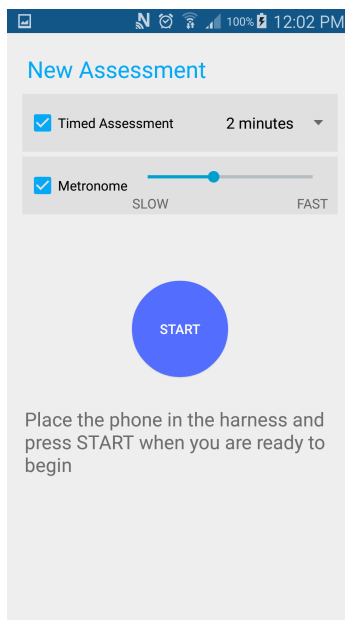 100% 12:02 PM
New Assessment
Timed Assessment 2 minutes
Metronome
SLOW FAST
START
Place the phone in the harness and
press START when you are ready to
begin